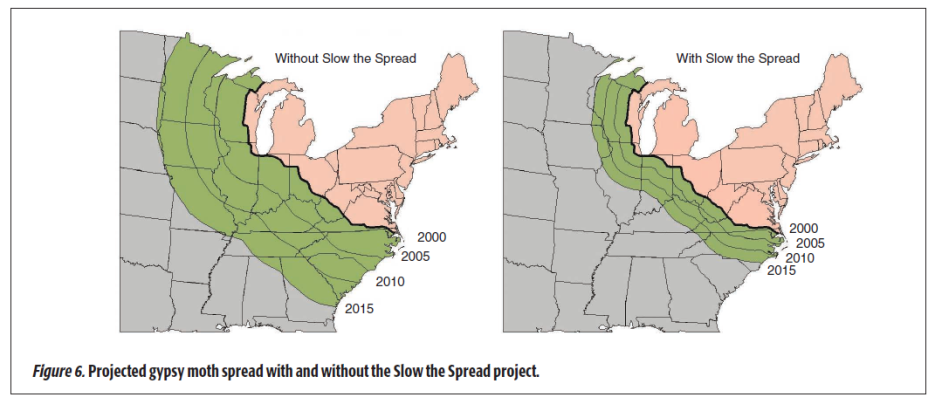 Without Slow the Spread
2000
2005
2010
2015
With Slow the Spread
2000
2005
2010
2015
Figure 6. Projected gypsy moth spread with and without the Slow the Spread project.